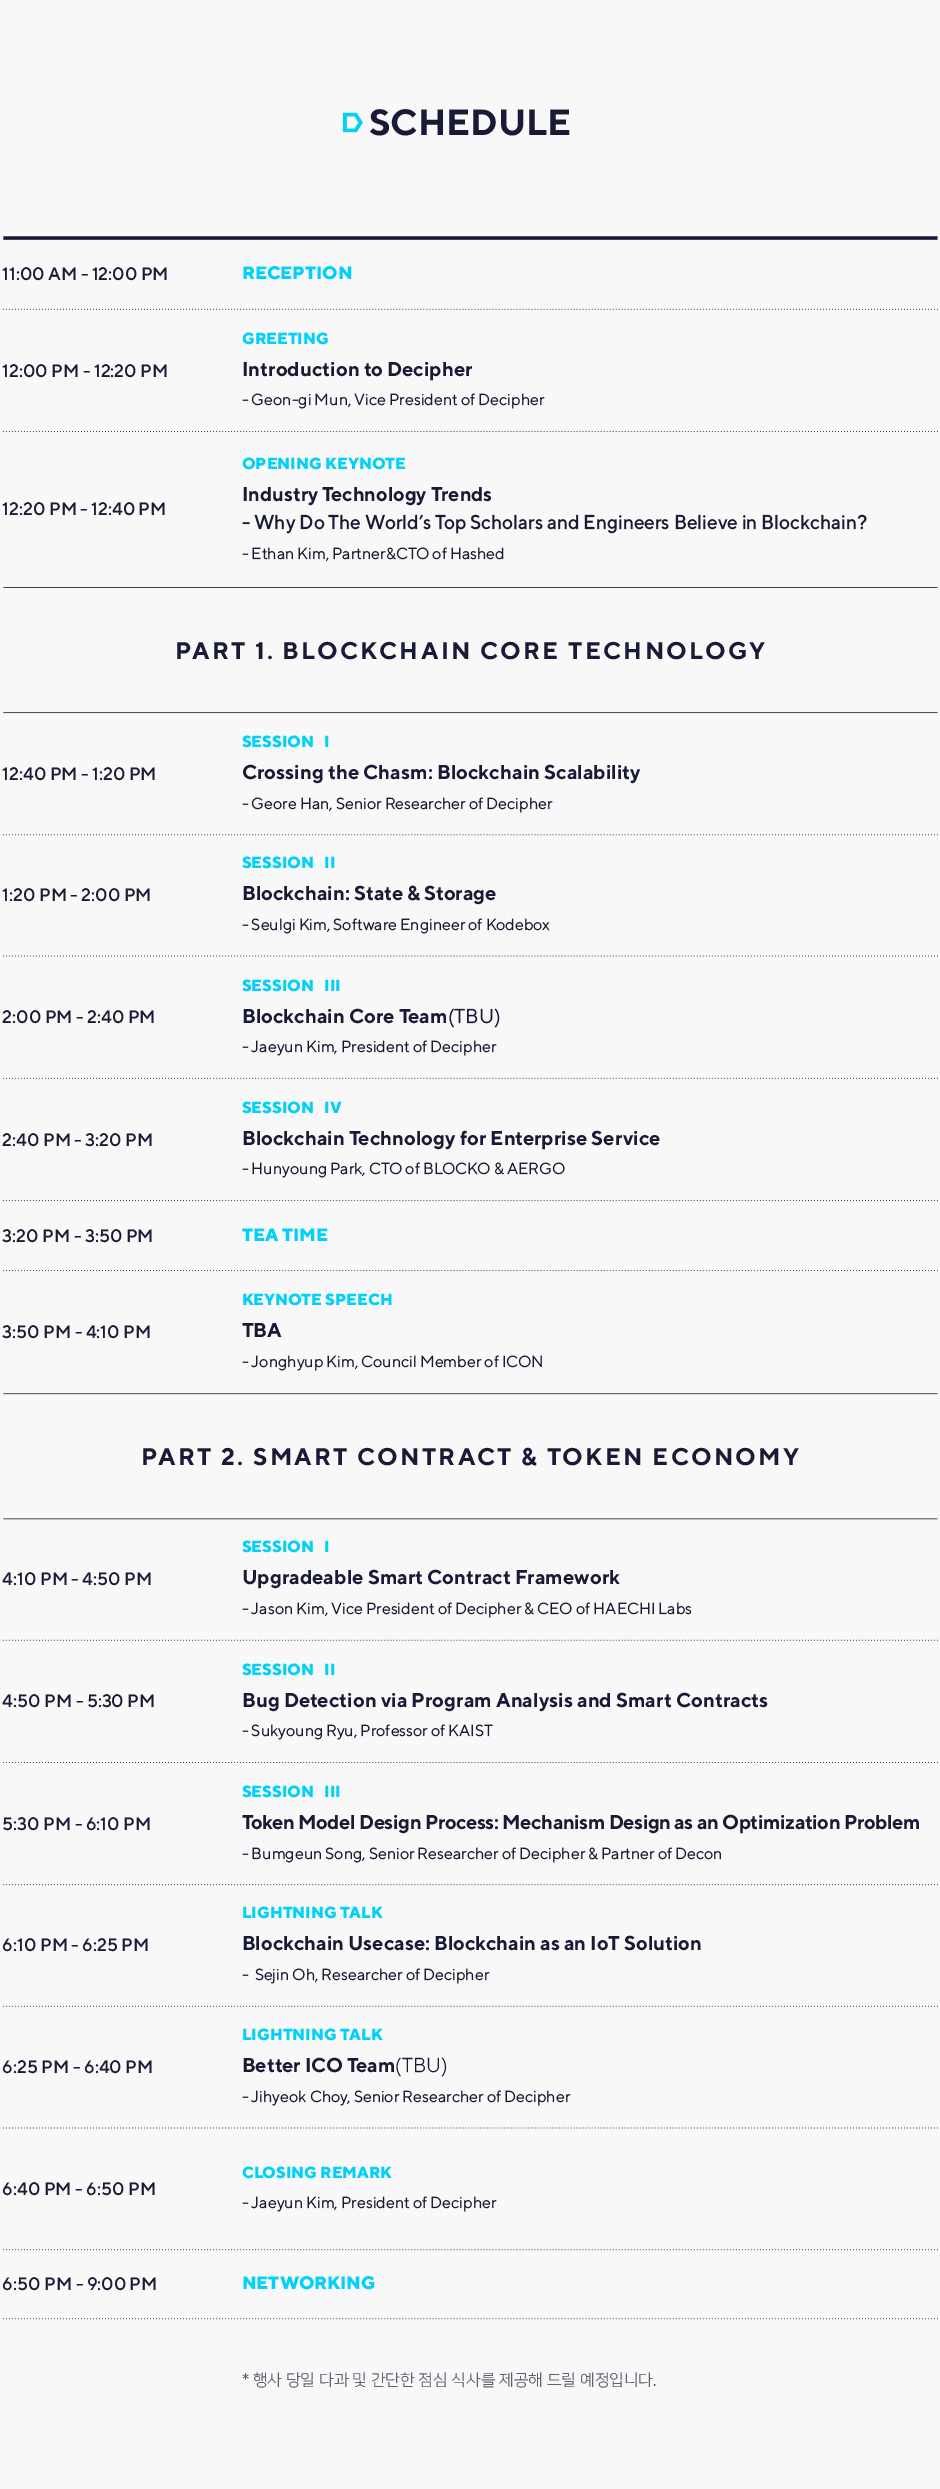 SCHEDULE
11:00 AM - 12:00 PM
RECEPTION
12:00 PM - 12:20 PM
GREETING
Introduction to Decipher
- Geon-gi Mun, Vice President of Decipher
12:20 PM - 12:40 PM
OPENING KEYNOTE
Industry Technology Trends
- Why Do The World's Top Scholars and Engineers Believe in Blockchain?
- Ethan Kim, Partner&CTO of Hashed
PART 1. BLOCKCHAIN CORE TECHNOLOGY
12:40 PM - 1:20 PM
SESSION I
Crossing the Chasm: Blockchain Scalability
- Geore Han, Senior Researcher of Decipher
1:20 PM - 2:00 PM
SESSION II
Blockchain: State & Storage
- Seulgi Kim, Software Engineer of Kodebox
2:00 PM - 2:40 PM
SESSION III
Blockchain Core Team(TBU)
- Jaeyun Kim, President of Decipher
2:40 PM - 3:20 PM
SESSION IV
Blockchain Technology for Enterprise Service
- Hunyoung Park, CTO of BLOCKO & AERGO
3:20 PM - 3:50 PM
TEA TIME
3:50 PM - 4:10 PM
KEYNOTE SPEECH
TBA
- Jonghyup Kim, Council Member of ICON
PART 2. SMART CONTRACT & TOKEN ECONOMY
4:10 PM - 4:50 PM
SESSION I
Upgradeable Smart Contract Framework
- Jason Kim, Vice President of Decipher & CEO of HAECHI Labs
4:50 PM - 5:30 PM
SESSION II
Bug Detection via Program Analysis and Smart Contracts
- Sukyoung Ryu, Professor of KAIST
5:30 PM - 6:10 PM
SESSION III
Token Model Design Process: Mechanism Design as an Optimization Problem
- Bumgeun Song, Senior Researcher of Decipher & Partner of Decon
6:10 PM - 6:25 PM
LIGHTNING TALK
Blockchain Usecase: Blockchain as an IoT Solution
- Sejin Oh, Researcher of Decipher
6:25 PM - 6:40 PM
LIGHTNING TALK
Better ICO Team(TBU)
- Jihyeok Choy, Senior Researcher of Decipher
6:40 PM - 6:50 PM
CLOSING REMARK
- Jaeyun Kim, President of Decipher
6:50 PM - 9:00 PM
NETWORKING
* 행사 당일 다과 및 간단한 점심 식사를 제공해 드릴 예정입니다.